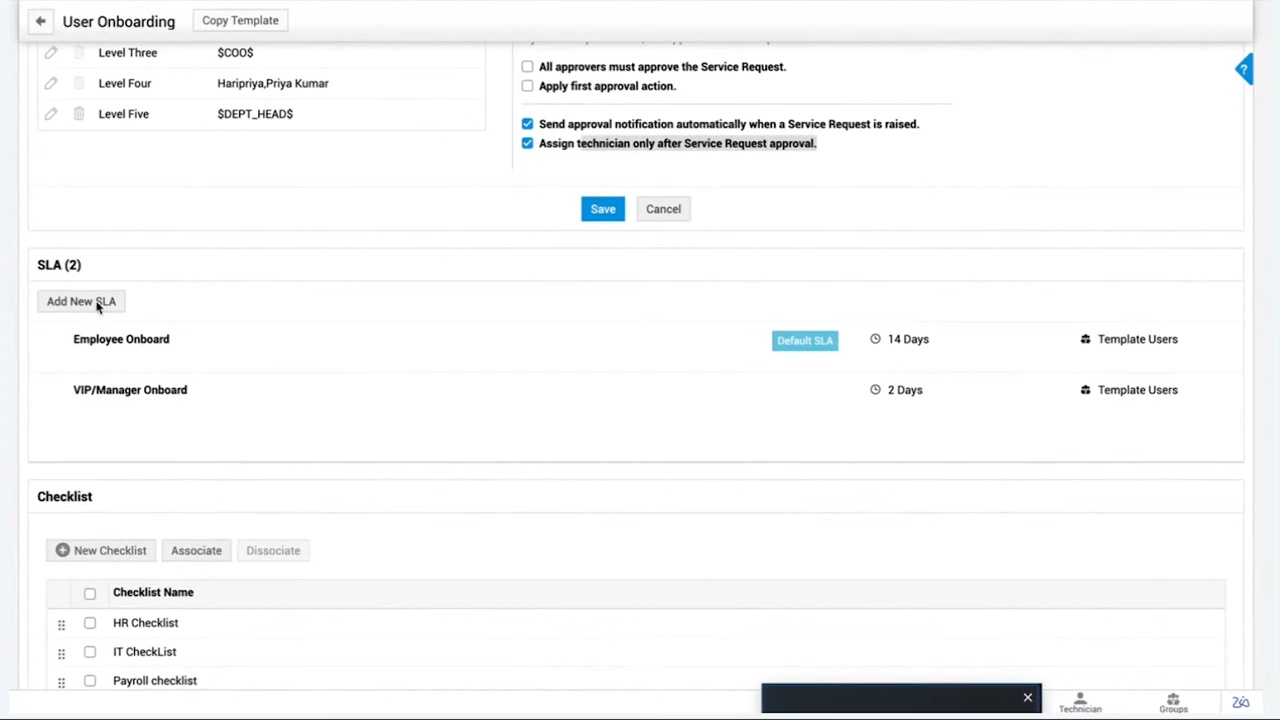 User Onboarding
Copy Template
Level Three $COO$
Level Four Haripriya,Priya Kumar
Level Five $DEPT_HEAD$
All approvers must approve the Service Request.
Apply first approval action.
Send approval notification automatically when a Service Request is raised.
Assign technician only after Service Request approval.
?
Save Cancel
SLA (2)
Add New SLA
Employee Onboard Default SLA 14 Days Template Users
VIP/Manager Onboard 2 Days Template Users
Checklist
New Checklist Associate Dissociate
Checklist Name
HR Checklist
IT CheckList
Payroll checklist
Technician Groups